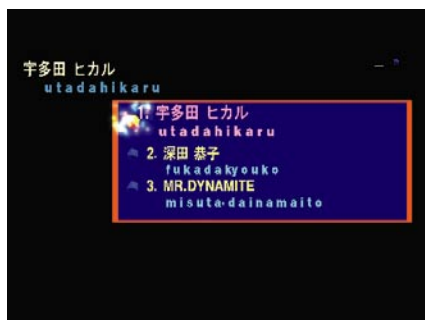 宇多田 ヒカル
utadahikaru
1. 宇多田 ヒカル
utadahikaru
2. 深田 恭子
fukadakyouko
3. MR.DYNAMITE
misuta-dainamaito